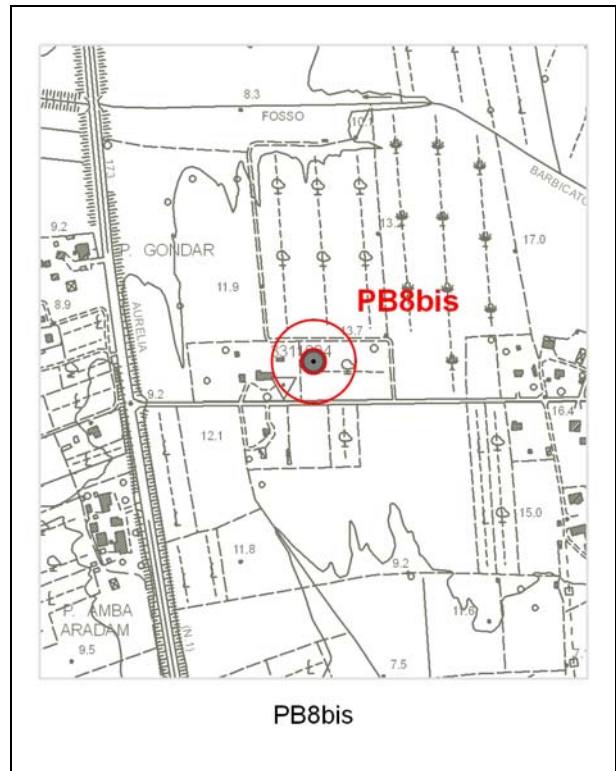 8.3
FOSSO
10.1
BARBICATO
173
9.2
P. GONDAR
13.
17.0
8.9
11.9
PB8bis
AURELIA
13.7
9.2
16.4
12.1
15.0
11.8
9.2
P. AMBA
ARADAM
11.6
(N.1)
9.5
7.5
PB8bis